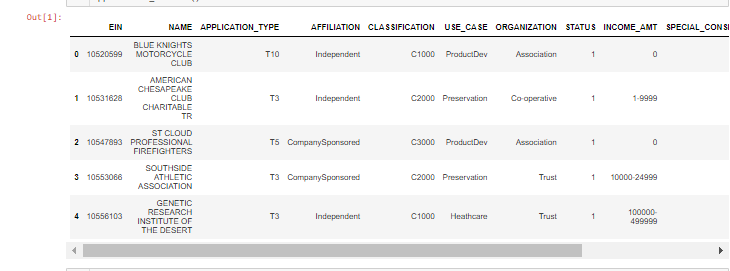 Out[1]:
EIN NAME APPLICATION_TYPE AFFILIATION CLASSIFICATION USE_CASE ORGANIZATION STATUS INCOME_AMT SPECIAL_CONS
0 10520599 BLUE KNIGHTS MOTORCYCLE CLUB T10 Independent C1000 ProductDev Association 1 0
1 10531628 AMERICAN CHESAPEAKE CLUB CHARITABLE TR T3 Independent C2000 Preservation Co-operative 1 1-9999
2 10547893 ST CLOUD PROFESSIONAL FIREFIGHTERS T5 CompanySponsored C3000 ProductDev Association 1 0
3 10553066 SOUTHSIDE ATHLETIC ASSOCIATION T3 CompanySponsored C2000 Preservation Trust 1 10000-24999
4 10556103 GENETIC RESEARCH INSTITUTE OF THE DESERT T3 Independent C1000 Heathcare Trust 1 100000-499999